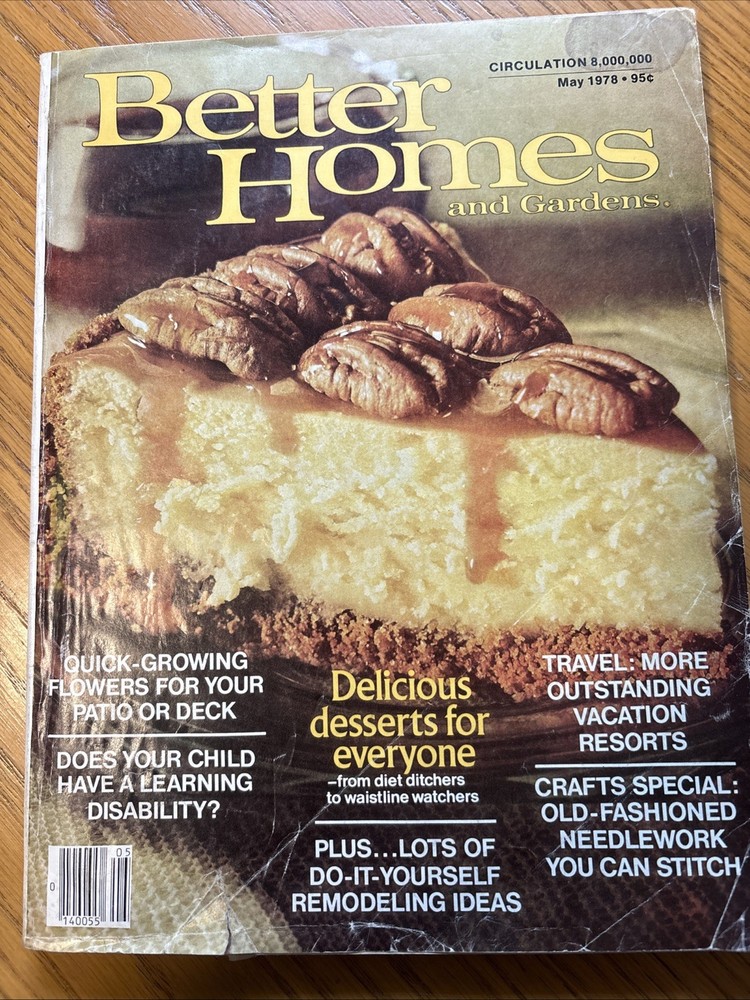 CIRCULATION 8,000,000
May 1978 • 95¢
Better
Homes
and Gardens.
QUICK-GROWING
FLOWERS FOR YOUR
PATIO OR DECK
DOES YOUR CHILD
HAVE A LEARNING
DISABILITY?
Delicious
desserts for
everyone
–from diet ditchers
to waistline watchers
PLUS...LOTS OF
DO-IT-YOURSELF
REMODELING IDEAS
TRAVEL: MORE
OUTSTANDING
VACATION
RESORTS
CRAFTS SPECIAL:
OLD-FASHIONED
NEEDLEWORK
YOU CAN STITCH
05
0
140055